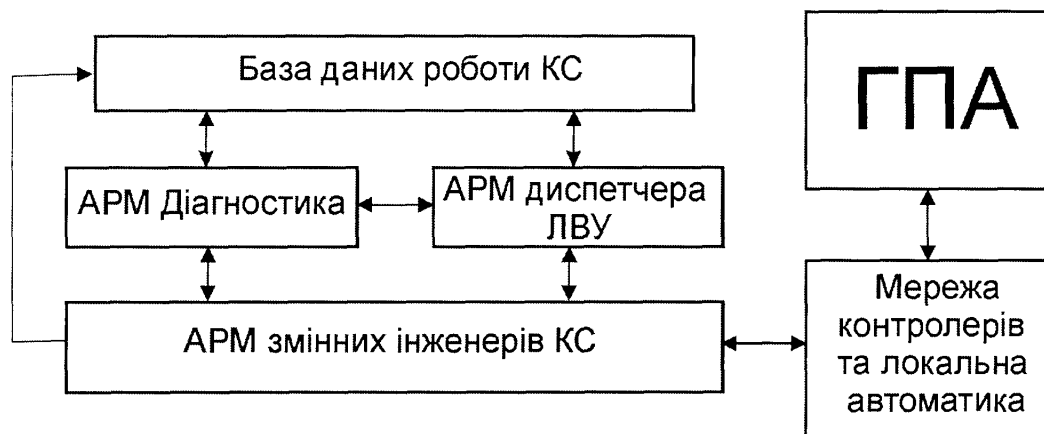 База даних роботи КС
ГПА
АРМ Діагностика
АРМ диспетчера
ЛВУ
АРМ змінних інженерів КС
Мережа
контролерів
та локальна
автоматика